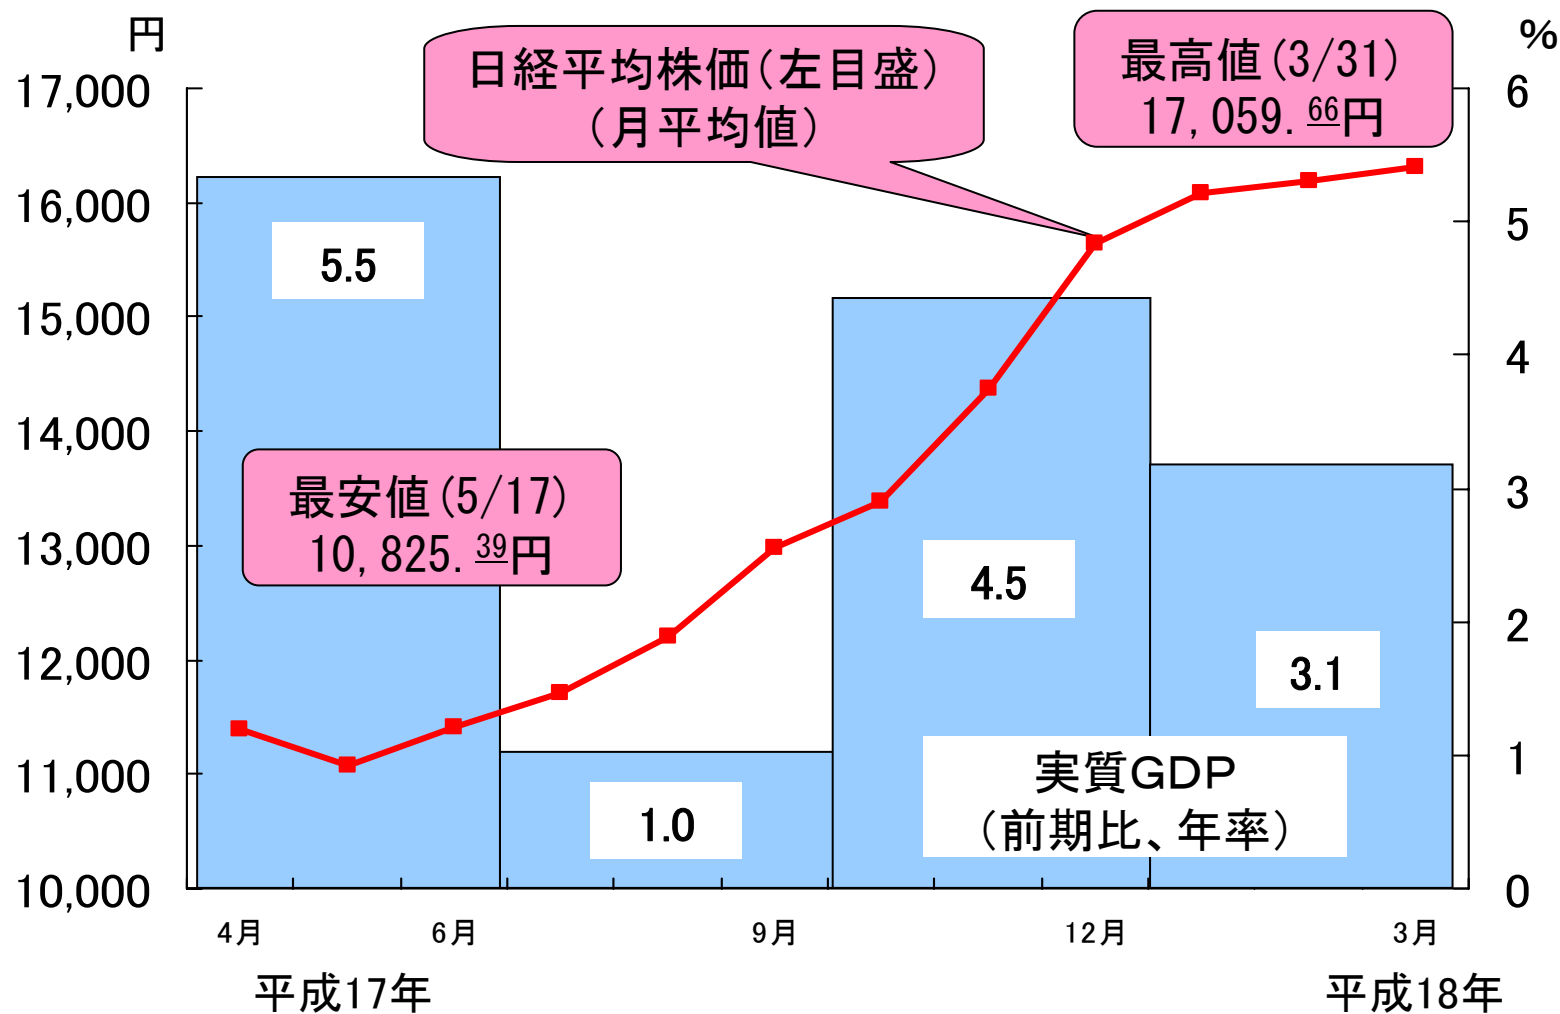 円
%
日経平均株価(左目盛)
(月平均値)
最高値(3/31)
17,059.66円
17,000
16,000
15,000
14,000
13,000
12,000
11,000
10,000
6
5
4
3
2
1
0
5.5
最安値(5/17)
10,825.39円
1.0
4.5
3.1
実質GDP
(前期比、年率)
4月
6月
9月
12月
3月
平成17年
平成18年